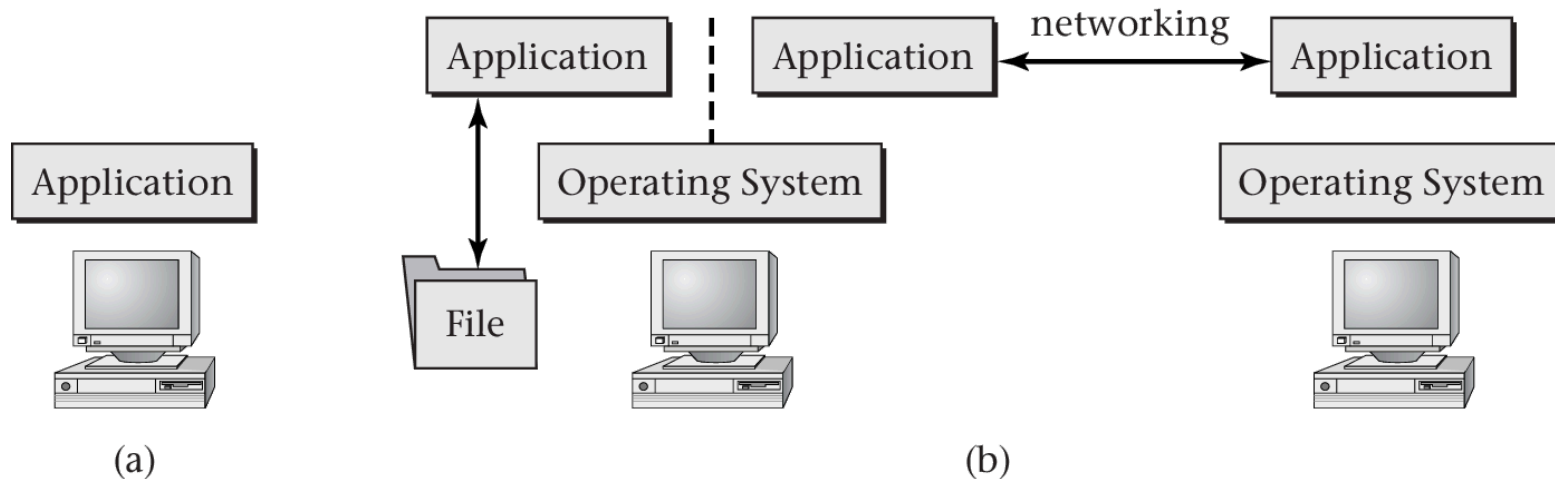 networking
Application
Application
Application
Application
Operating System
Operating System
File
(a)
(b)